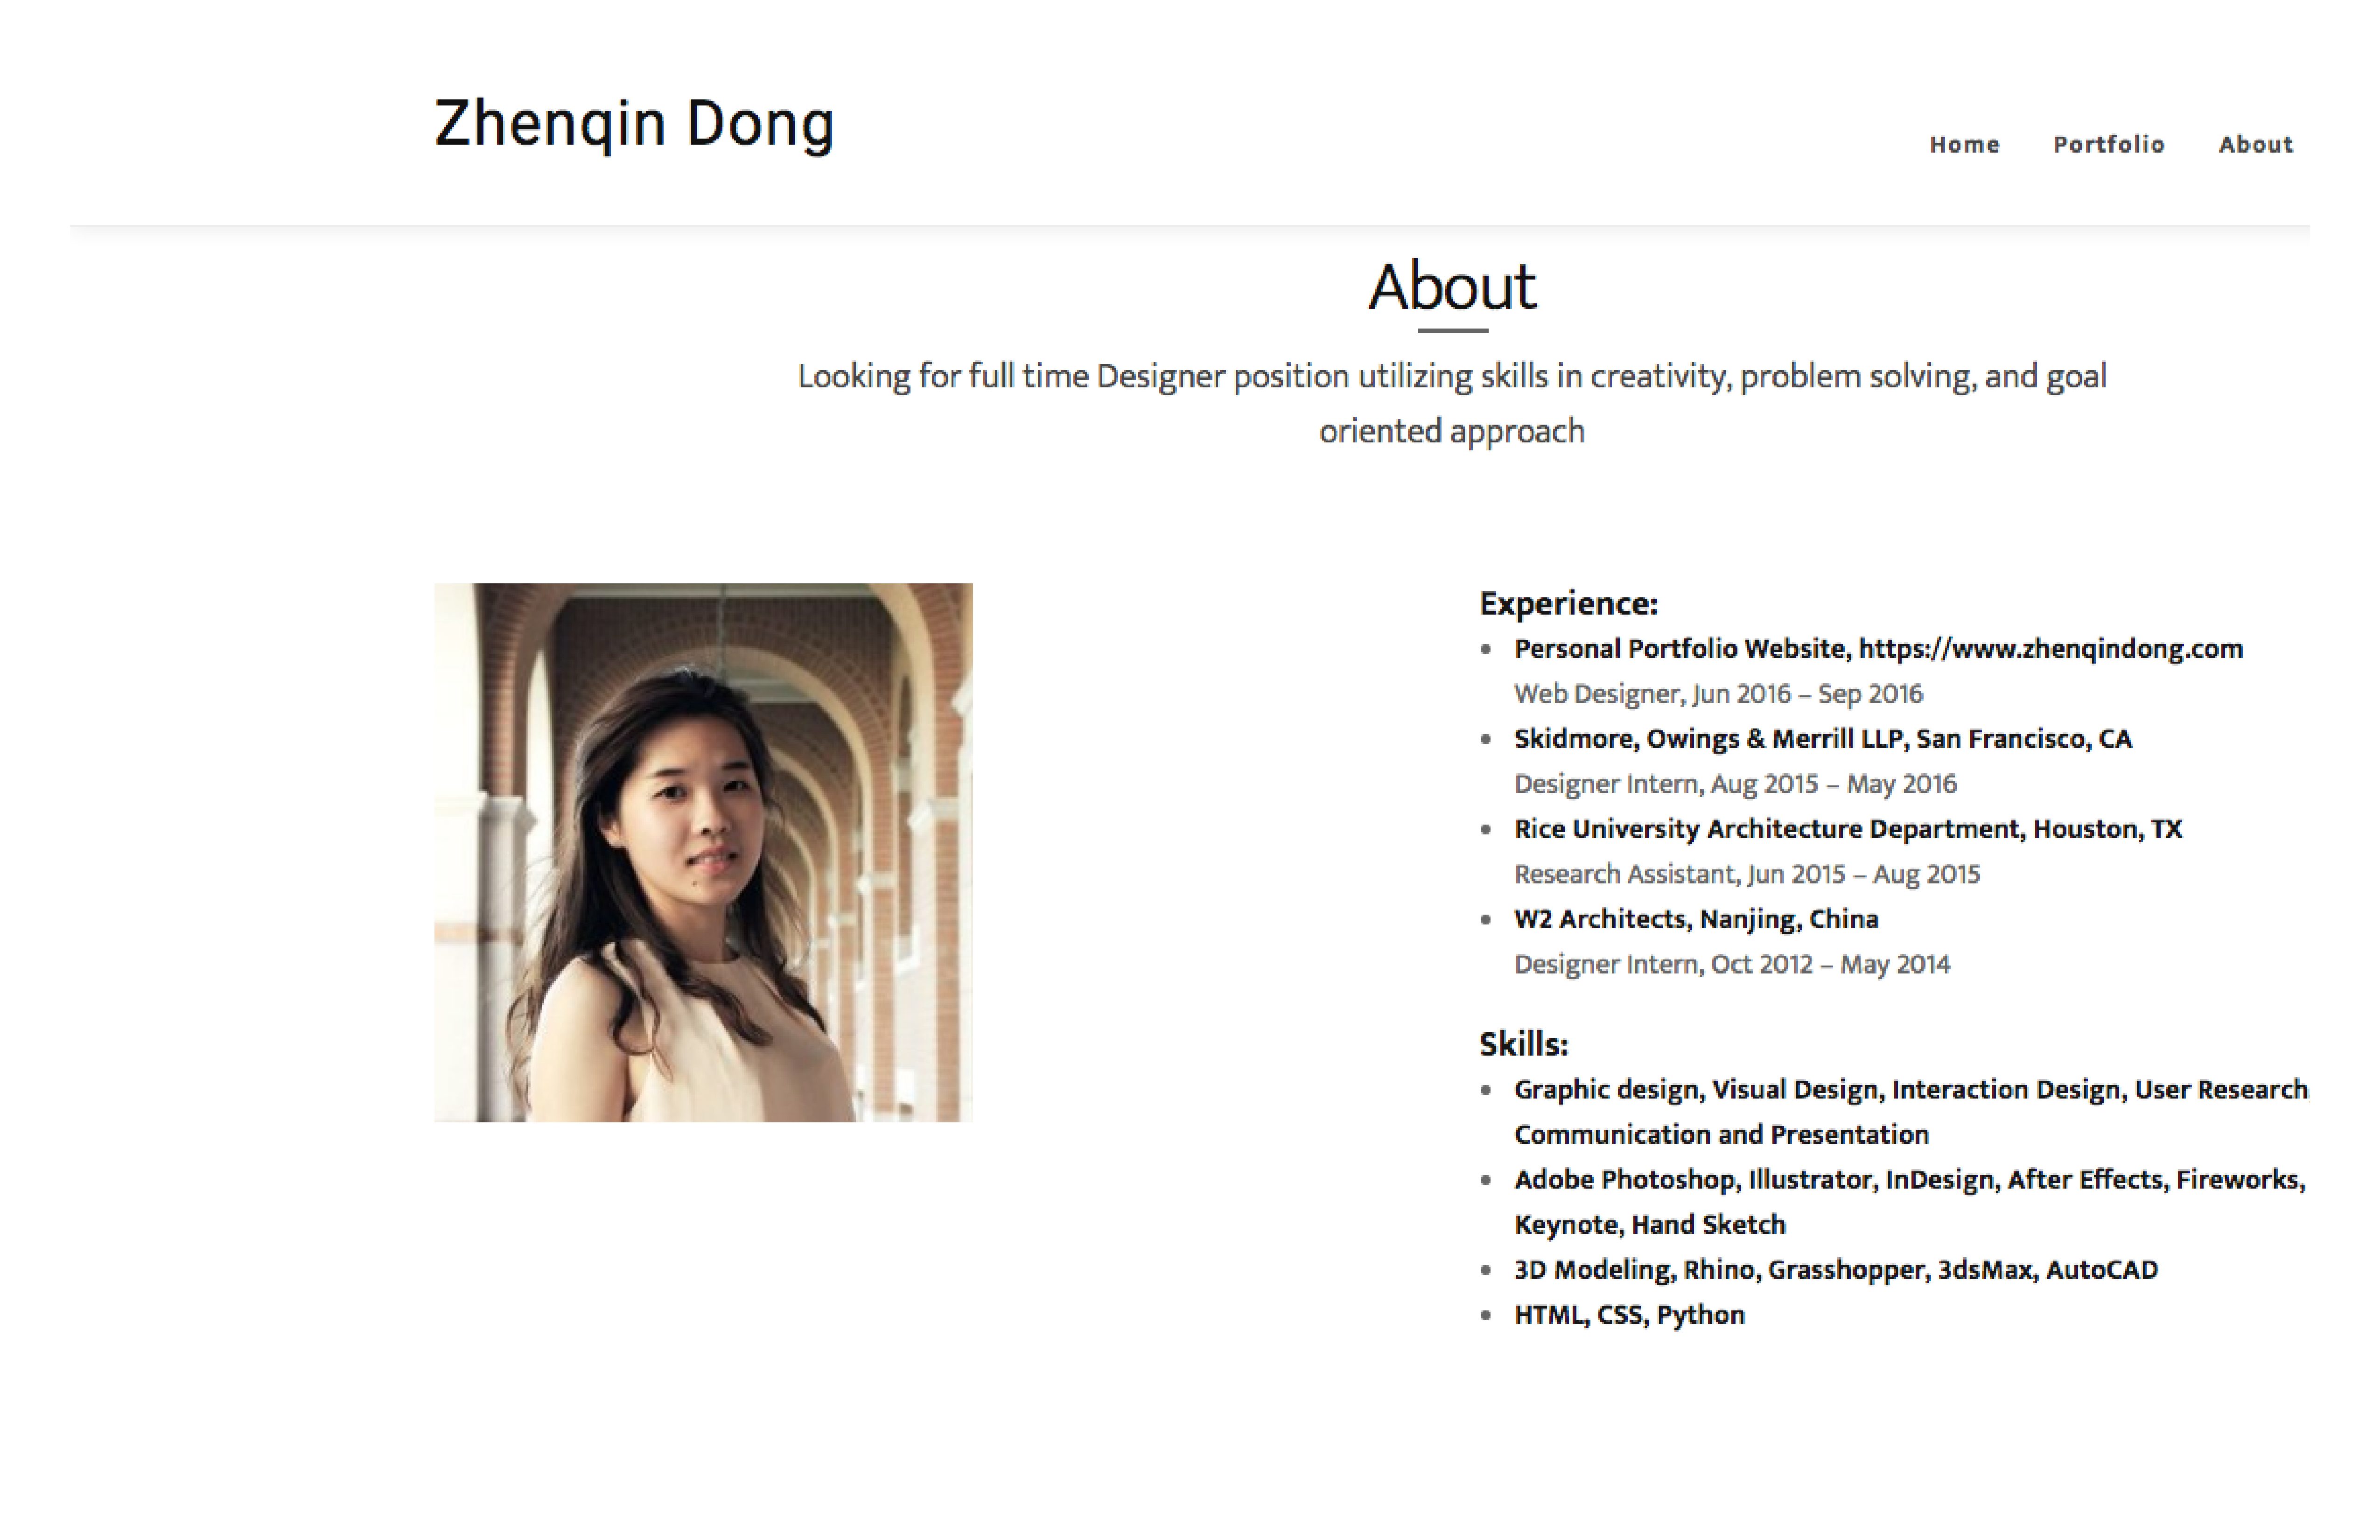 Zhenqin Dong
Home Portfolio About
About
Looking for full time Designer position utilizing skills in creativity, problem solving, and goal
oriented approach
Experience:
• Personal Portfolio Website, https://www.zhenqindong.com
Web Designer, Jun 2016 – Sep 2016
• Skidmore, Owings & Merrill LLP, San Francisco, CA
Designer Intern, Aug 2015 – May 2016
• Rice University Architecture Department, Houston, TX
Research Assistant, Jun 2015 – Aug 2015
• W2 Architects, Nanjing, China
Designer Intern, Oct 2012 – May 2014
Skills:
• Graphic design, Visual Design, Interaction Design, User Research
Communication and Presentation
• Adobe Photoshop, Illustrator, InDesign, After Effects, Fireworks,
Keynote, Hand Sketch
• 3D Modeling, Rhino, Grasshopper, 3dsMax, AutoCAD
• HTML, CSS, Python